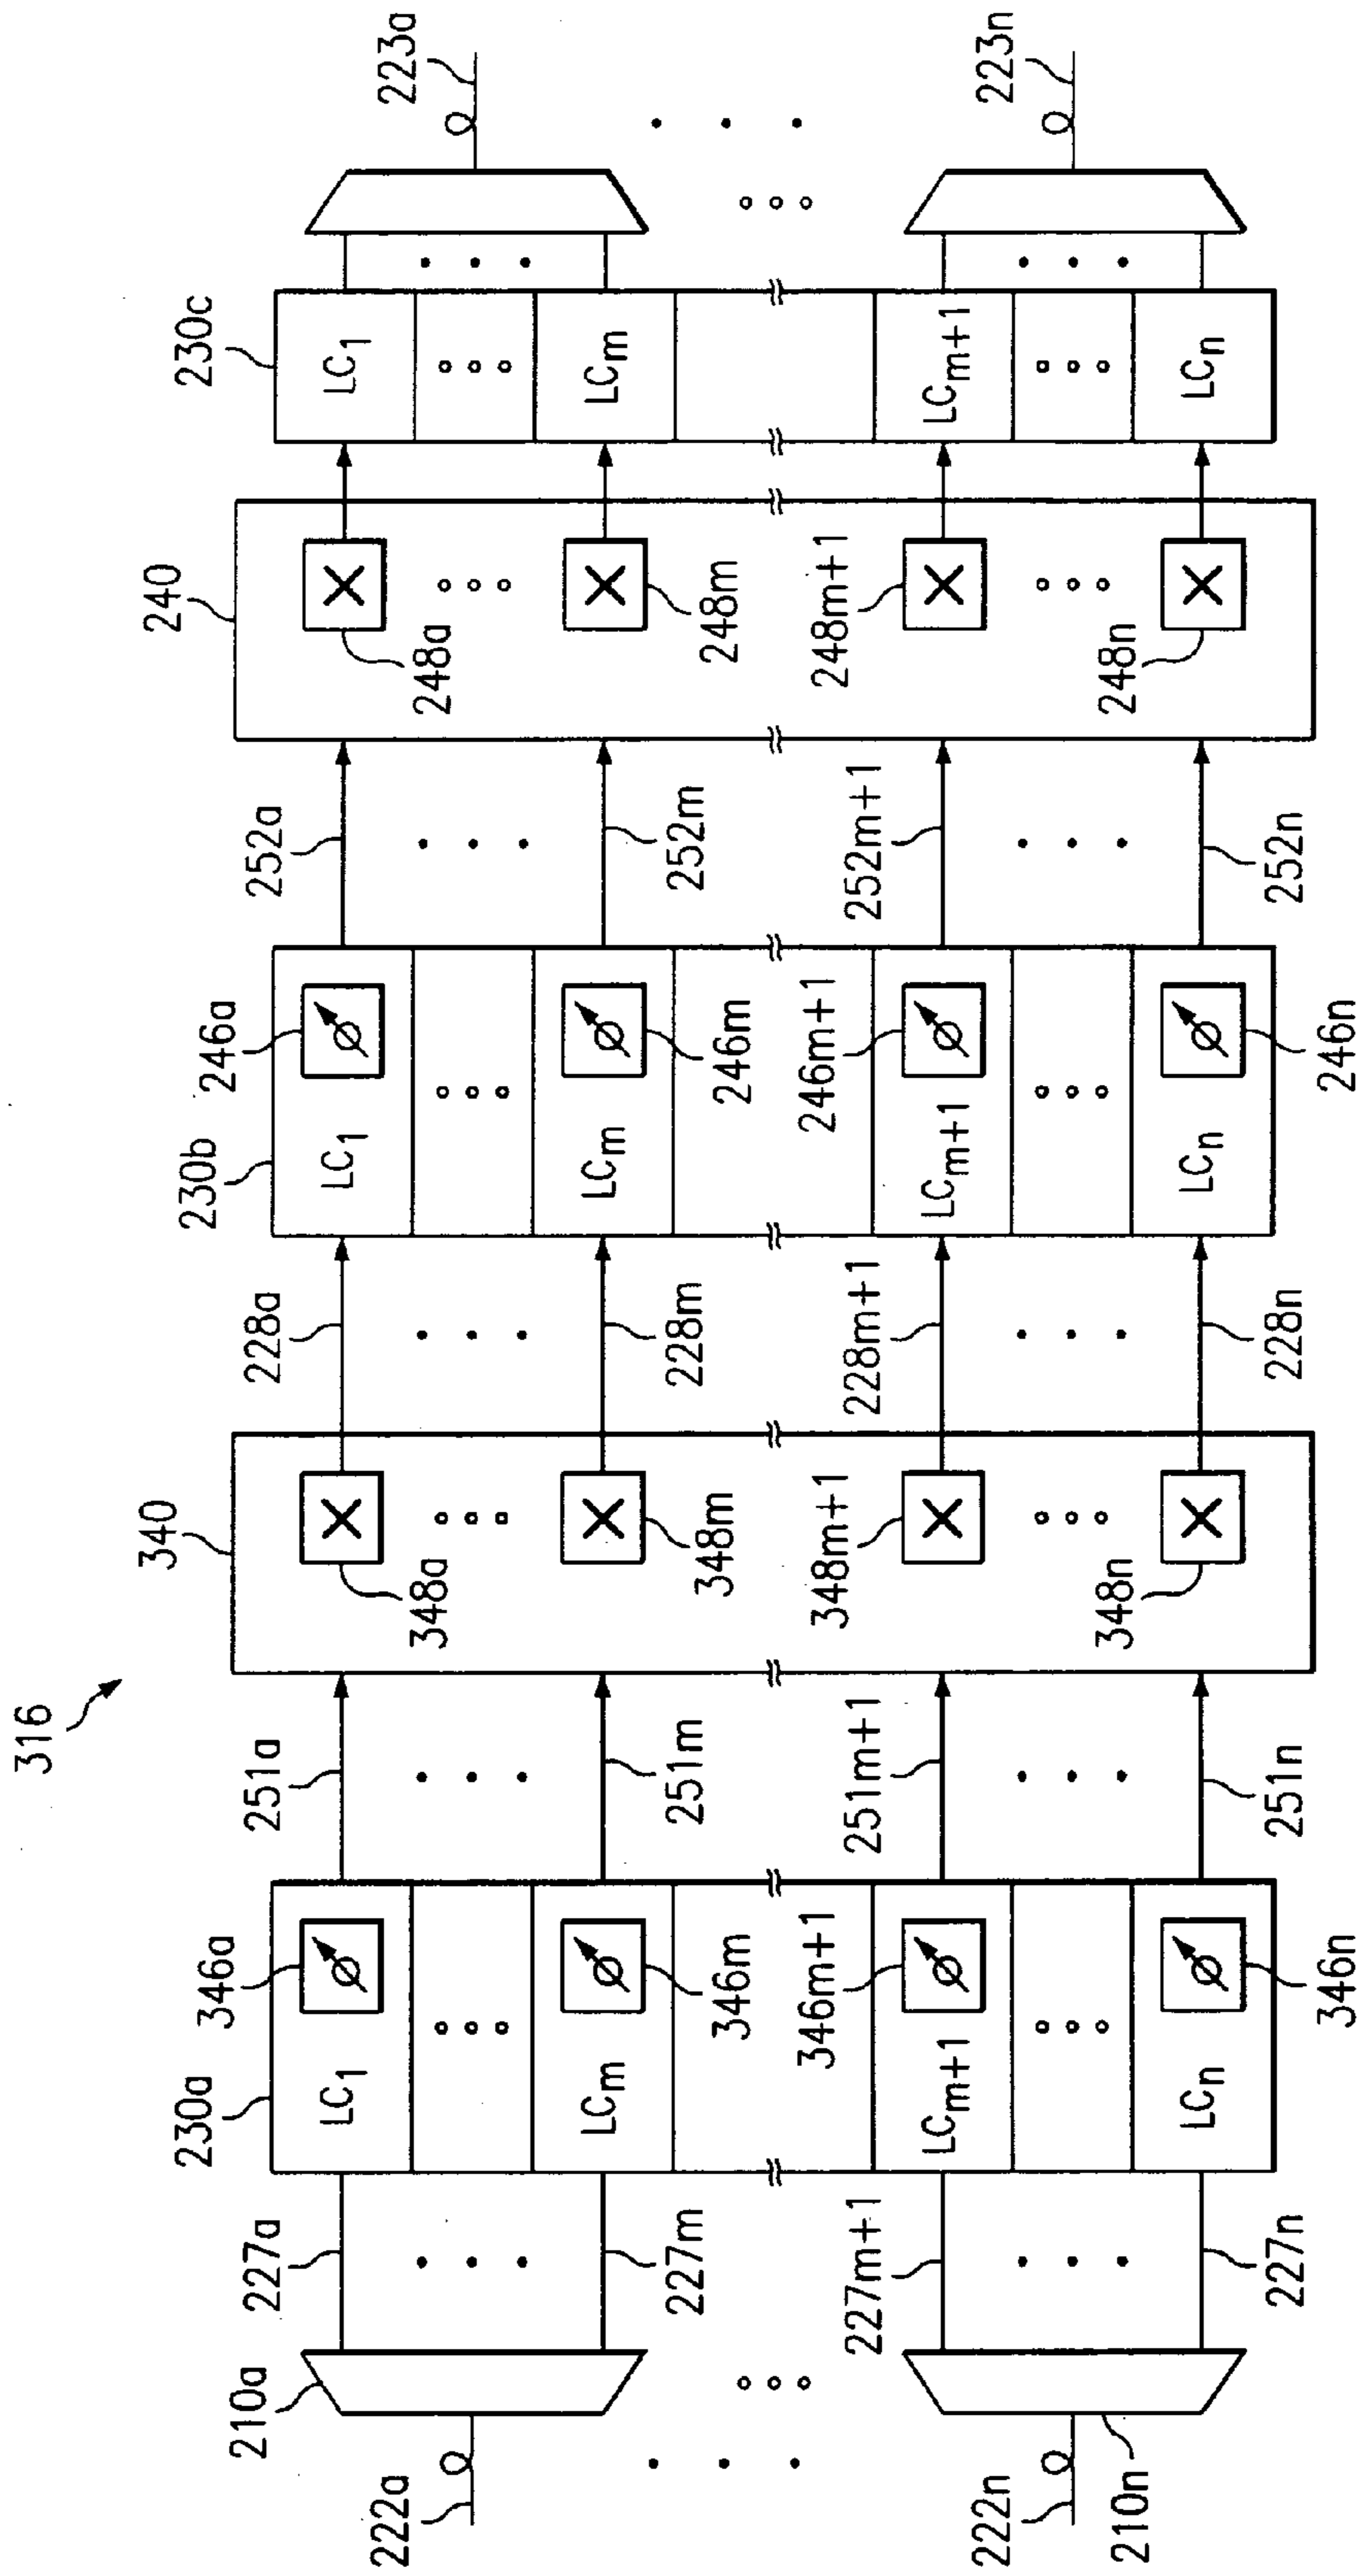 316
222a
210a
227a
230a
346a
LC1
251a
340
348a
228a
230b
246a
LC1
252a
240
248a
230c
LC1
223a
227m
LCm
346m
251m
348m
228m
LCm
246m
252m
248m
LCm
227m+1
LCm+1
346m+1
251m+1
348m+1
228m+1
LCm+1
246m+1
252m+1
248m+1
LCm+1
222n
210n
227n
LCn
346n
251n
348n
228n
LCn
246n
252n
248n
LCn
223n